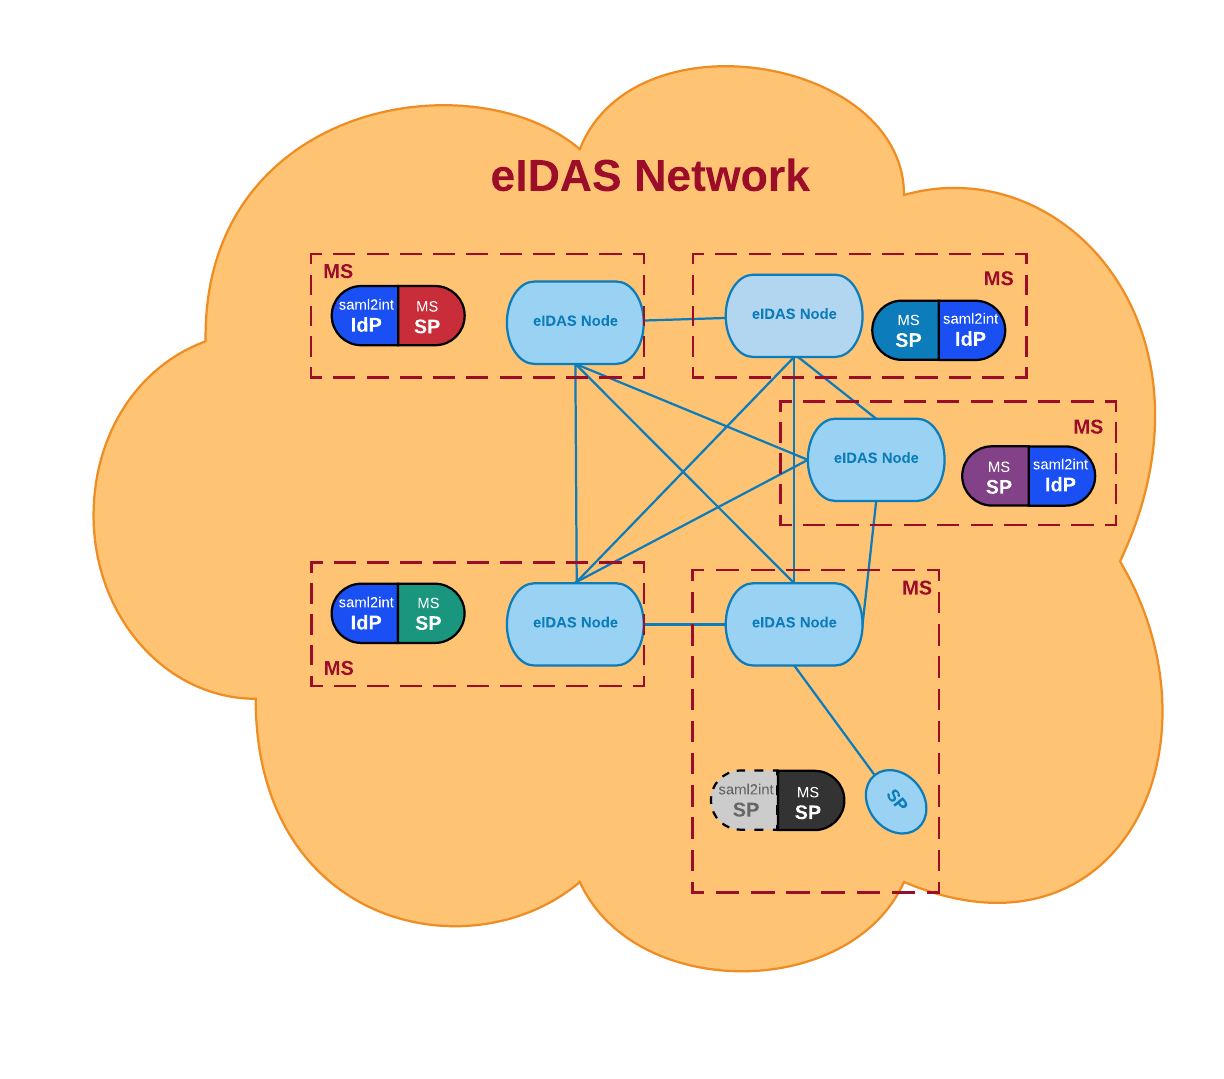 eIDAS Network
MS
saml2int
IdP
MS
SP
eIDAS Node
eIDAS Node
MS
MS
SP
saml2int
IdP
eIDAS Node
MS
MS
SP
saml2int
IdP
saml2int
IdP
MS
SP
eIDAS Node
MS
MS
eIDAS Node
saml2int
SP
MS
SP
SP